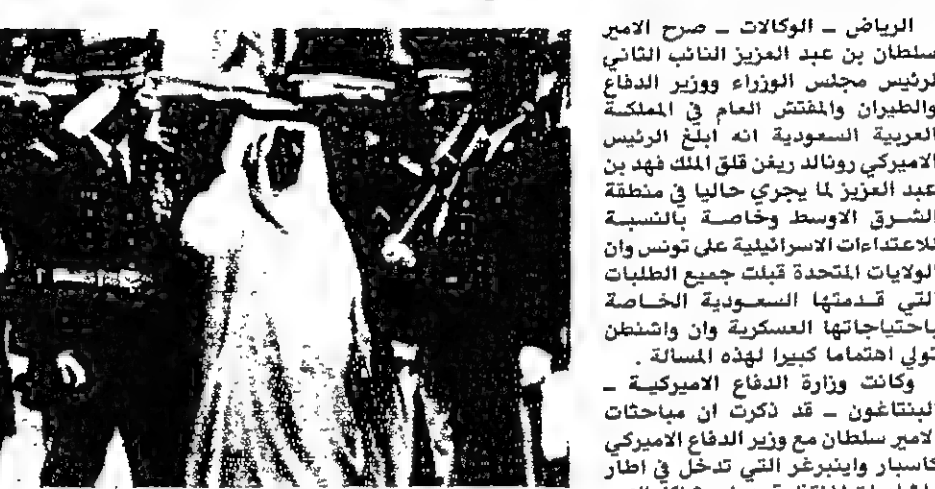 الرياض ـ الوكالات ـ صرح الامير
سلطان بن عبد العزيز النائب الثاني
لرئيس مجلس الوزراء ووزير الدفاع
والطيران والمفتش العام في المملكة
العربية السعودية انه ابلغ الرئيس
الاميركي رونالد ريغن قلق الملك فهد بن
عبد العزيز لما يجري حاليا في منطقة
الشرق الاوسط وخاصة بالنسبة
للاعتداءات الاسرائيلية على تونس وان
الولايات المتحدة قبلت جميع الطلبات
التي قدمتها السعودية الخاصة
باحتياجاتها العسكرية وان واشنطن
تولي اهتماما كبيرا لهذه المسالة .
وكانت وزارة الدفاع الاميركية ـ
البنتاغون ـ قد ذكرت ان مباحثات
الامير سلطان مع وزير الدفاع الاميركي
كاسبار واينبرغر التي تدخل في اطار